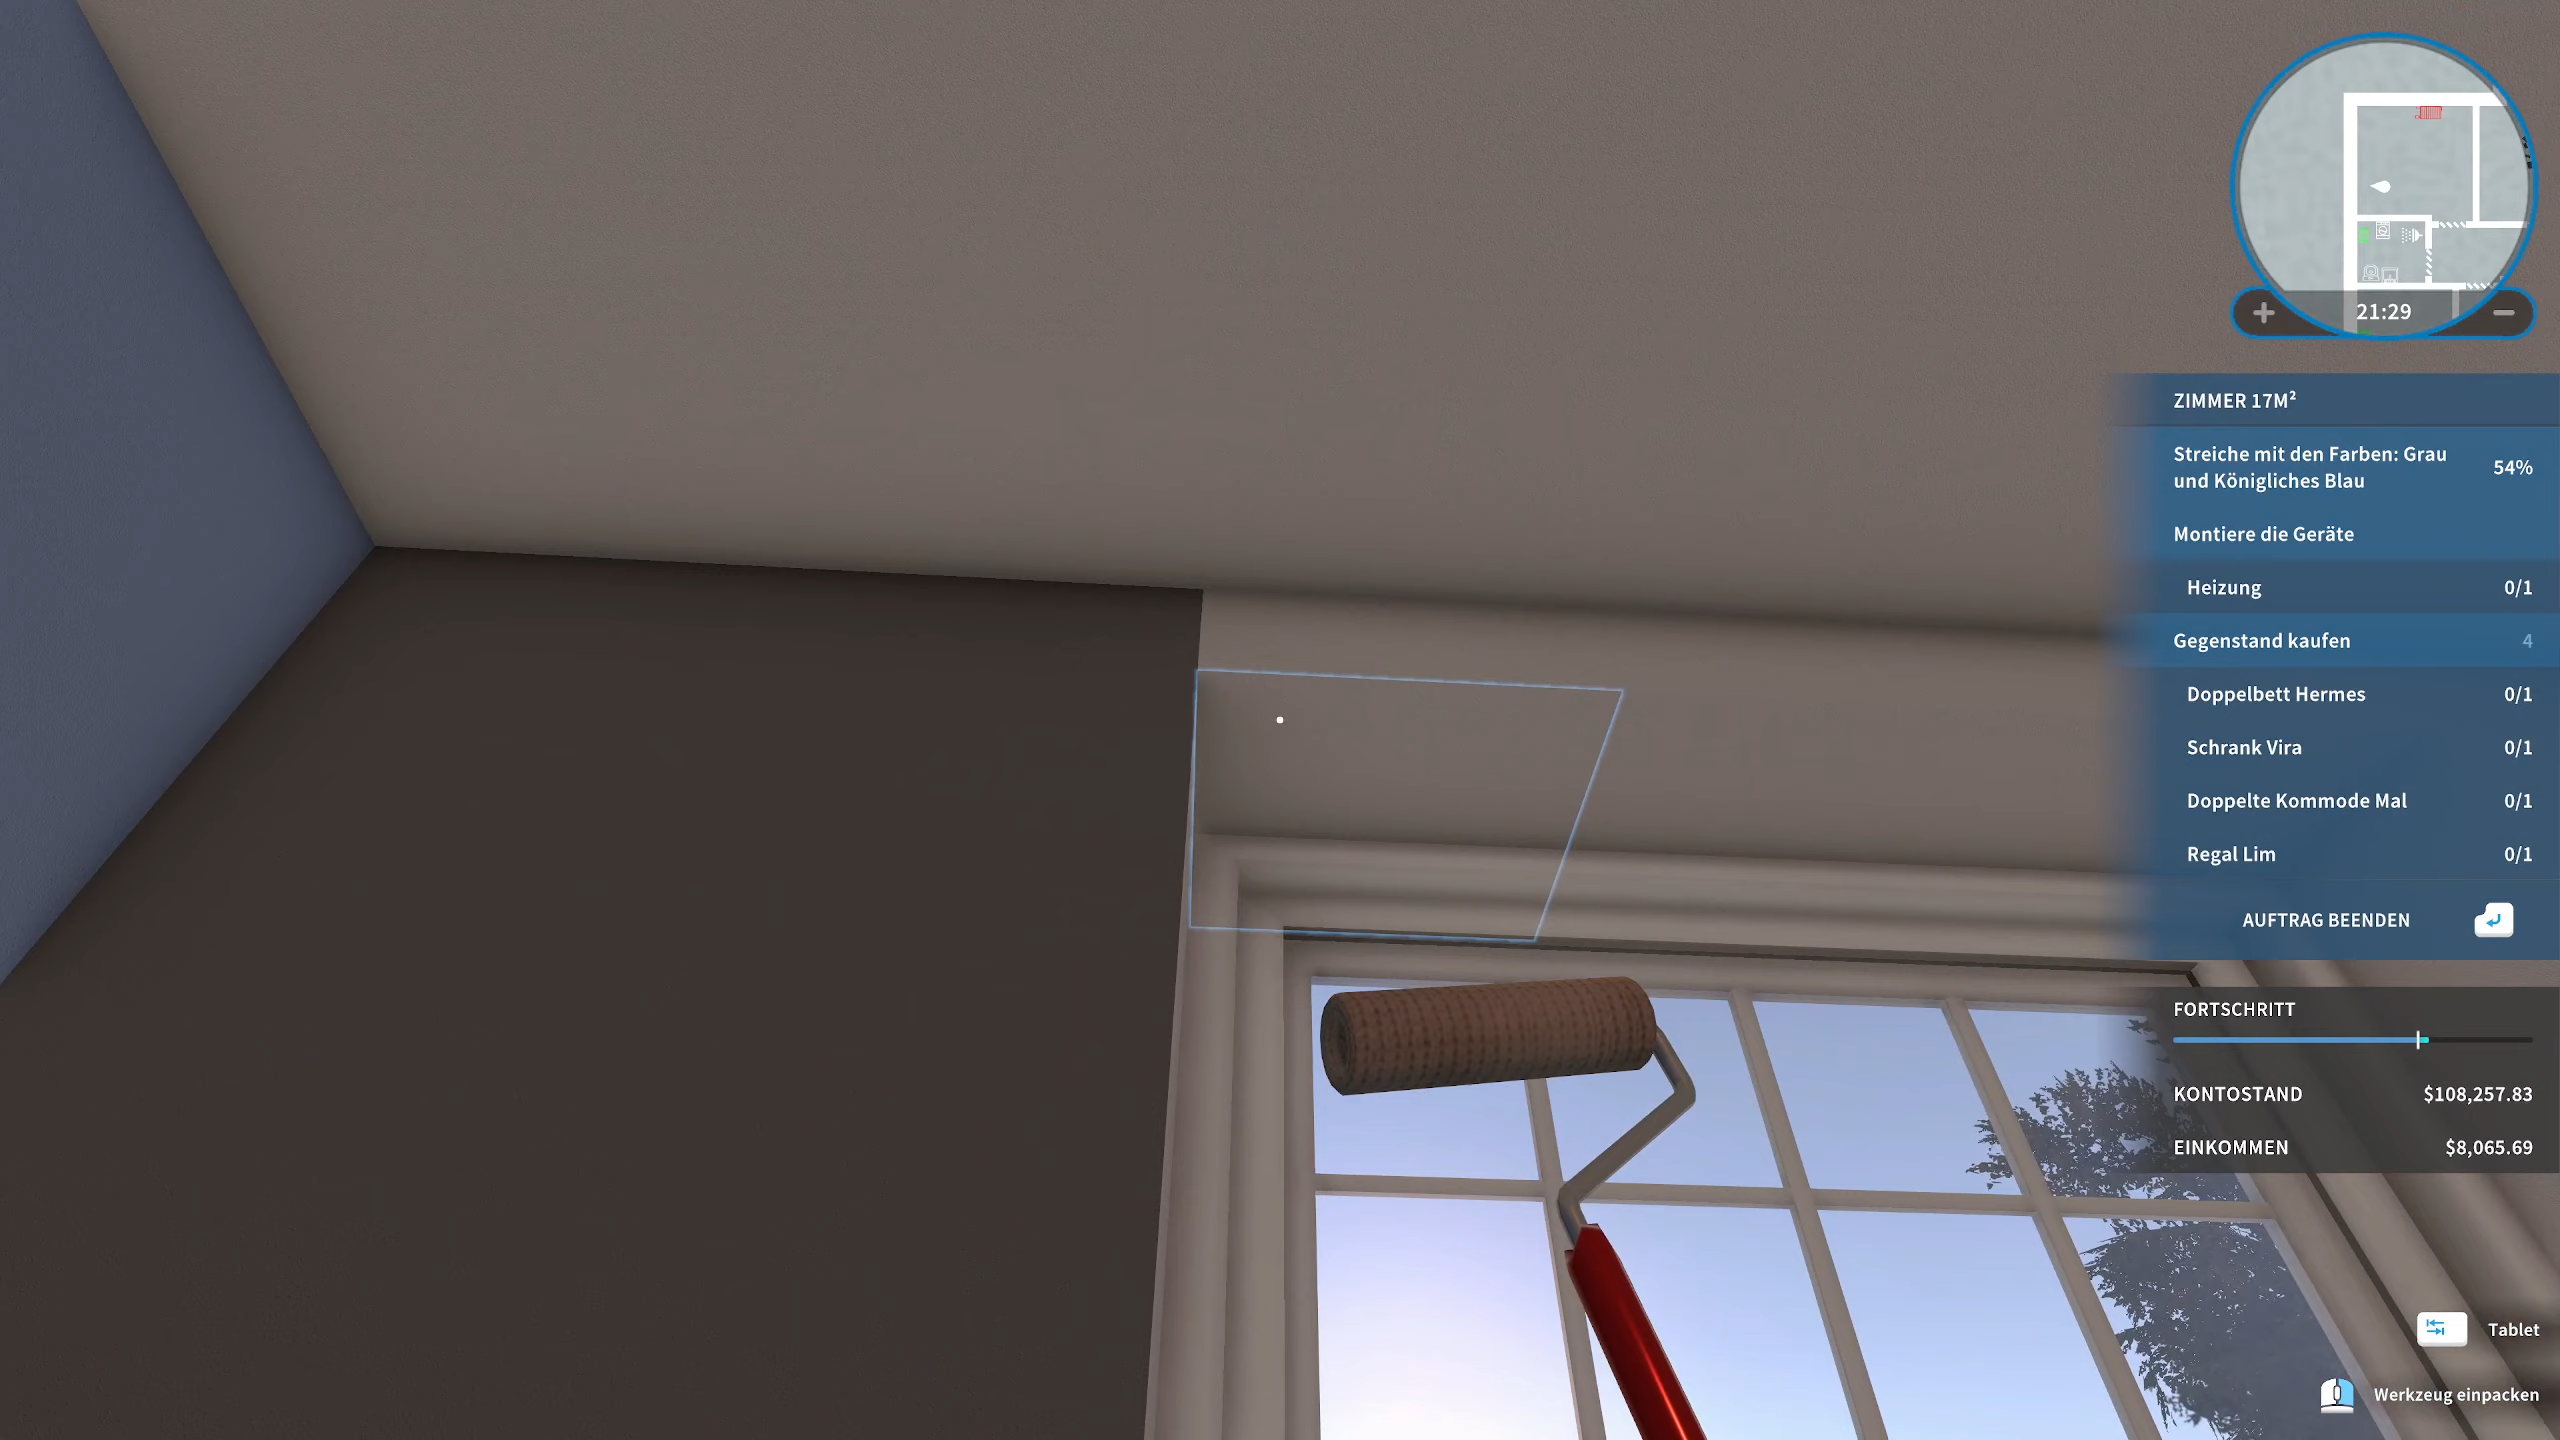 21:29
ZIMMER 17M²
Streiche mit den Farben: Grau
und Königliches Blau
54%
Montiere die Geräte
Heizung 0/1
Gegenstand kaufen 4
Doppelbett Hermes 0/1
Schrank Vira 0/1
Doppelte Kommode Mal 0/1
Regal Lim 0/1
AUFTRAG BEENDEN
FORTSCHRITT
KONTOSTAND $108,257.83
EINKOMMEN $8,065.69
Tablet
Werkzeug einpacken